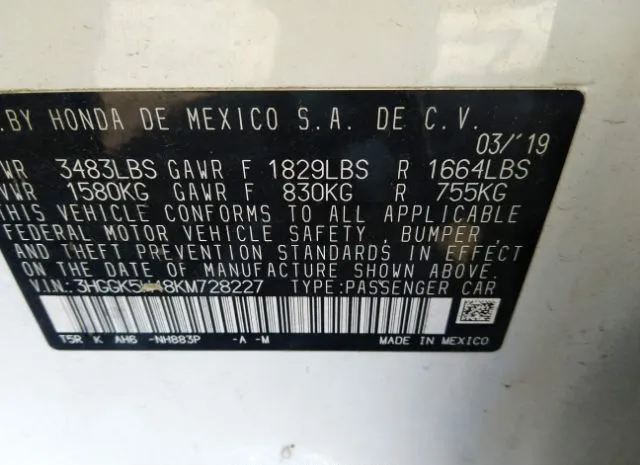 .BY HONDA DE MEXICO S.A. DE C.V.
03/'19
WR 3483LBS GAWR F 1829LBS R 1664LBS
VWR 1580KG GAWR F 830KG R 755KG
THIS VEHICLE CONFORMS TO ALL APPLICABLE
FEDERAL MOTOR VEHICLE SAFETY, BUMPER,
AND THEFT PREVENTION STANDARDS IN EFFECT
ON THE DATE OF MANUFACTURE SHOWN ABOVE.
V.I.N: TYPE:PASSENGER CAR
T5R K AH6 -NH883P -A -M MADE IN MEXICO